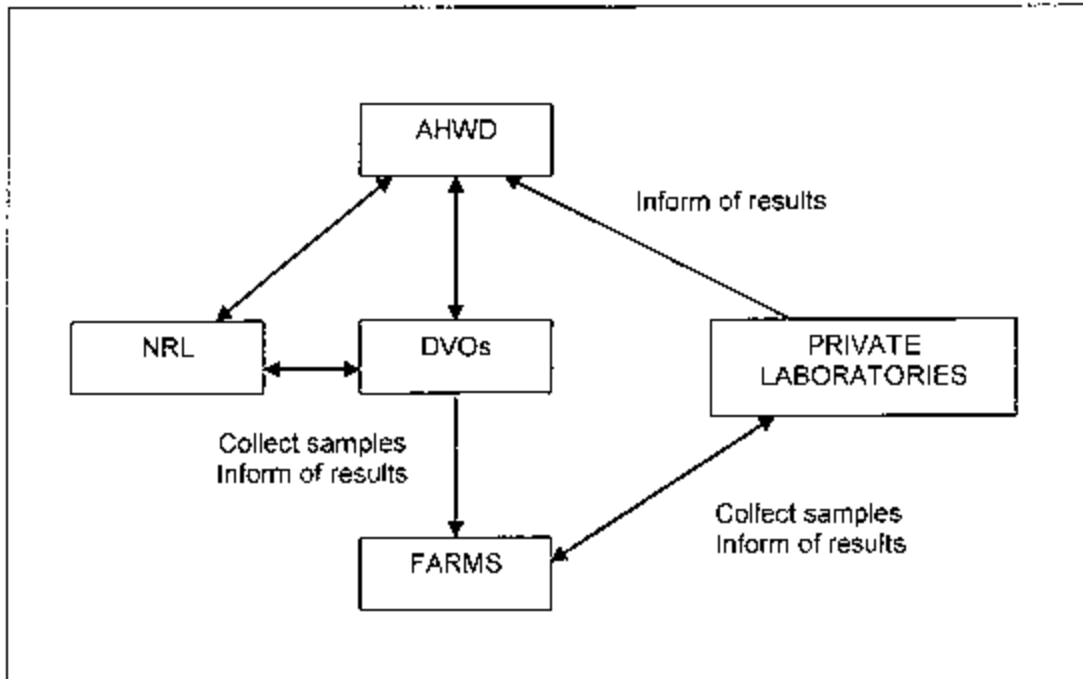 AHWD
Inform of results
NRL
DVOs
PRIVATE
LABORATORIES
Collect samples
Inform of results
Collect samples
Inform of results
FARMS